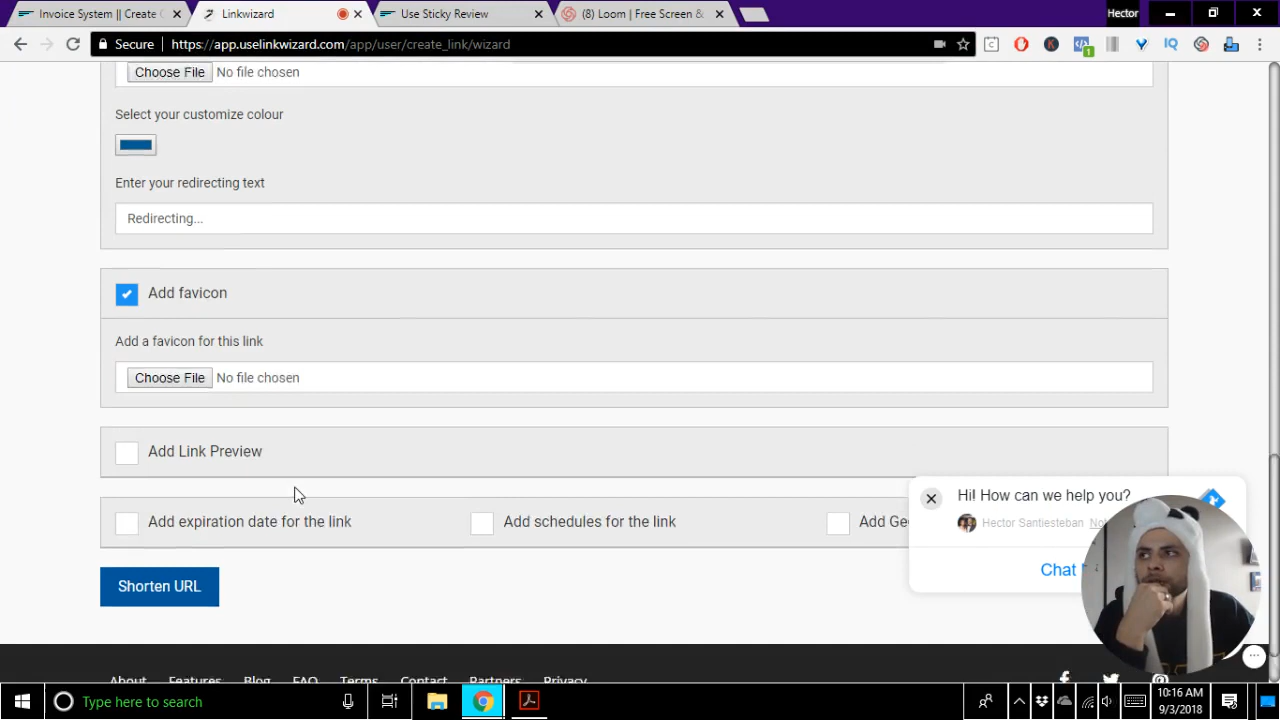 Invoice System || Create
Linkwizard
Use Sticky Review
(8) Loom | Free Screen &
Hector
Secure
https://app.uselinkwizard.com/app/user/create_link/wizard
Choose File No file chosen
Select your customize colour
Enter your redirecting text
Redirecting...
Add favicon
Add a favicon for this link
Choose File No file chosen
Add Link Preview
Hi! How can we help you?
Hector Santiesteban
Add expiration date for the link
Add schedules for the link
Add
Chat
Shorten URL
About Features Blog FAQ Terms Contact Partners Privacy
Type here to search
10:16 AM
9/3/2018